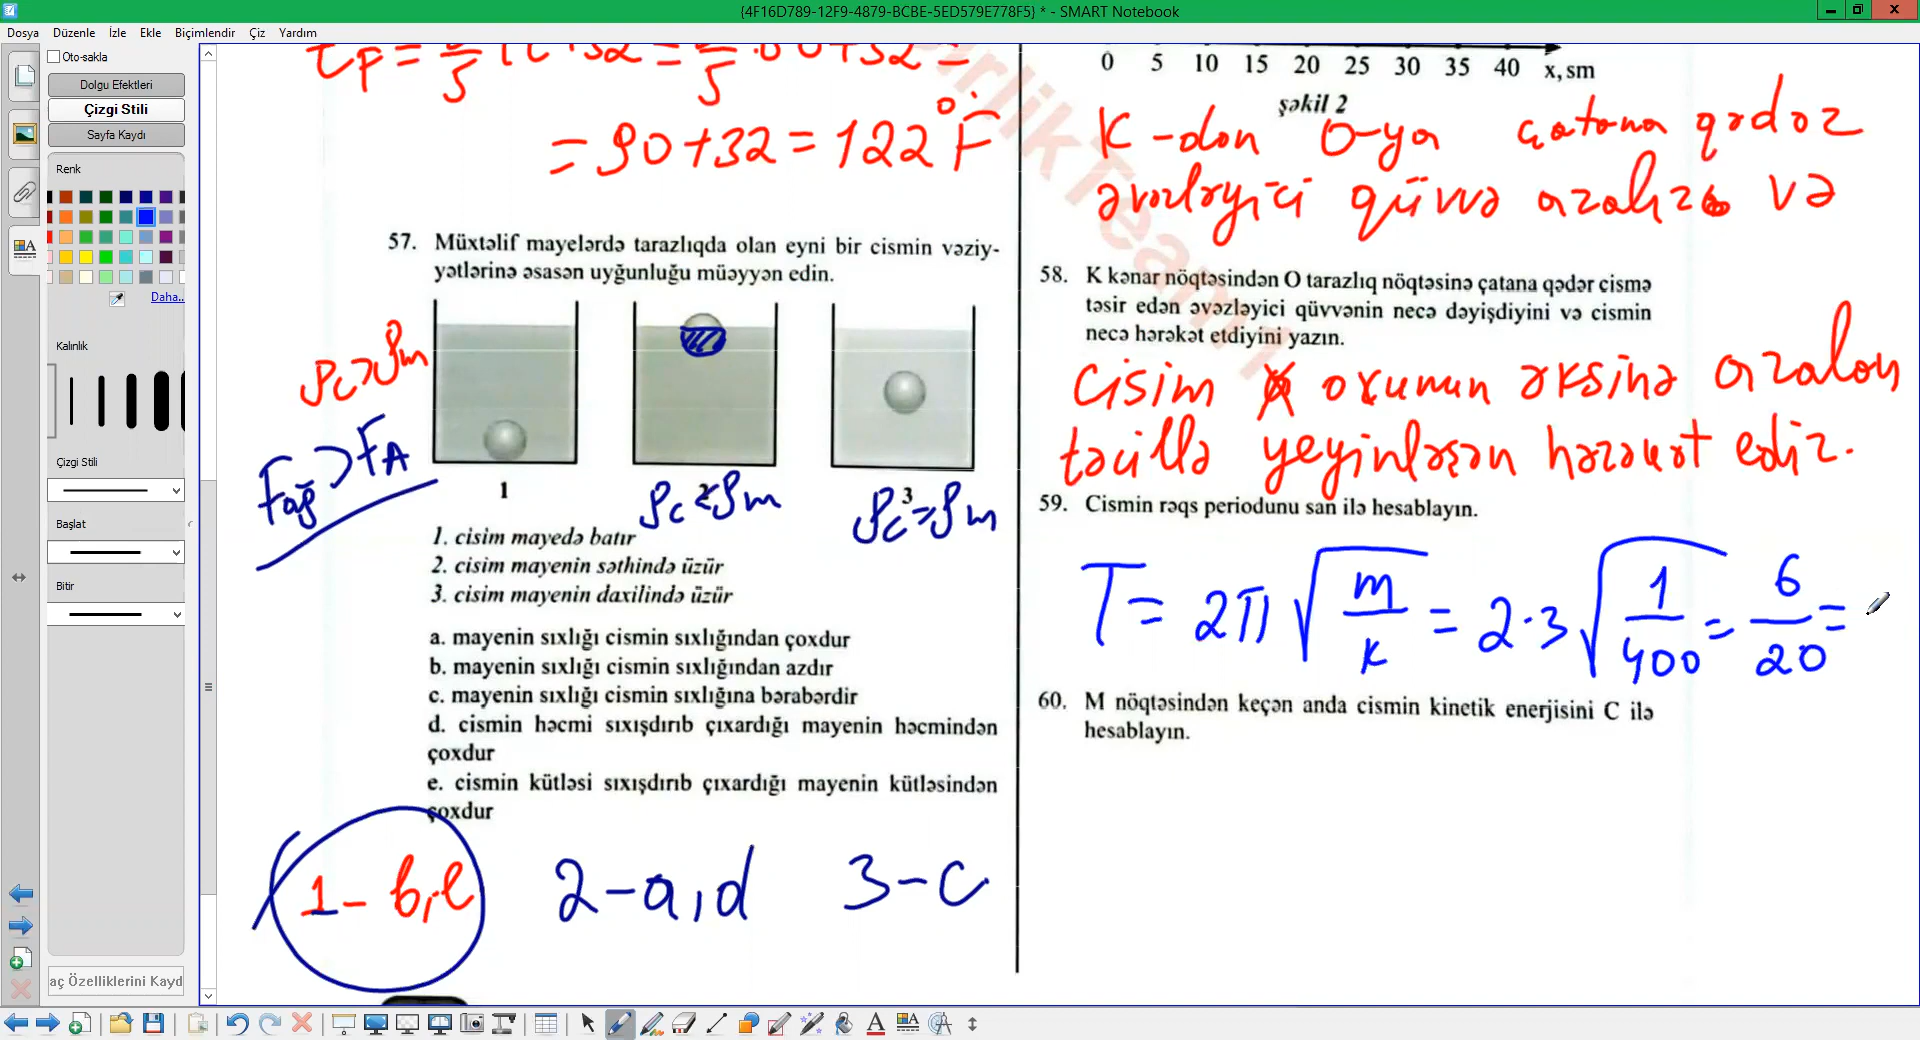 {4F16D789-12F9-4879-BCBE-5ED579E778F5} * - SMART Notebook
Dosya Düzenle İzle Ekle Biçimlendir Çiz Yardım
Oto-sakla
Dolgu Efektleri
Çizgi Stili
Sayfa Kaydı
Renk
Daha..
Kalınlık
Çizgi Stili
Başlat
Bitir
aç Özelliklerini Kayd
= 90+32 = 122°F
57. Müxtəlif mayelərdə tarazlıqda olan eyni bir cismin vəziy-
yətlərinə əsasən uyğunluğu müəyyən edin.
ρc>ρm
Fağ>FA
1 2 3
ρc<ρm ρc=ρm
1. cisim mayedə batır
2. cisim mayenin səthində üzür
3. cisim mayenin daxilində üzür
a. mayenin sıxlığı cismin sıxlığından çoxdur
b. mayenin sıxlığı cismin sıxlığından azdır
c. mayenin sıxlığı cismin sıxlığına bərabərdir
d. cismin həcmi sıxışdırıb çıxardığı mayenin həcmindən
çoxdur
e. cismin kütləsi sıxışdırıb çıxardığı mayenin kütləsindən
çoxdur
1- b,e 2-a,d 3-c
0 5 10 15 20 25 30 35 40 x, sm
şəkil 2
K-dən O-ya çatana qədər
əvəzləyici qüvvə azalır və
58. K kənar nöqtəsindən O tarazlıq nöqtəsinə çatana qədər cismə
təsir edən əvəzləyici qüvvənin necə dəyişdiyini və cismin
necə hərəkət etdiyini yazın.
cisim oxunun əksinə azalan
təcillə yeyinləşən hərəkət edir.
59. Cismin rəqs periodunu san ilə hesablayın.
T = 2π√(m/k) = 2·3√(1/400) = 6/20 =
60. M nöqtəsindən keçən anda cismin kinetik enerjisini C ilə
hesablayın.